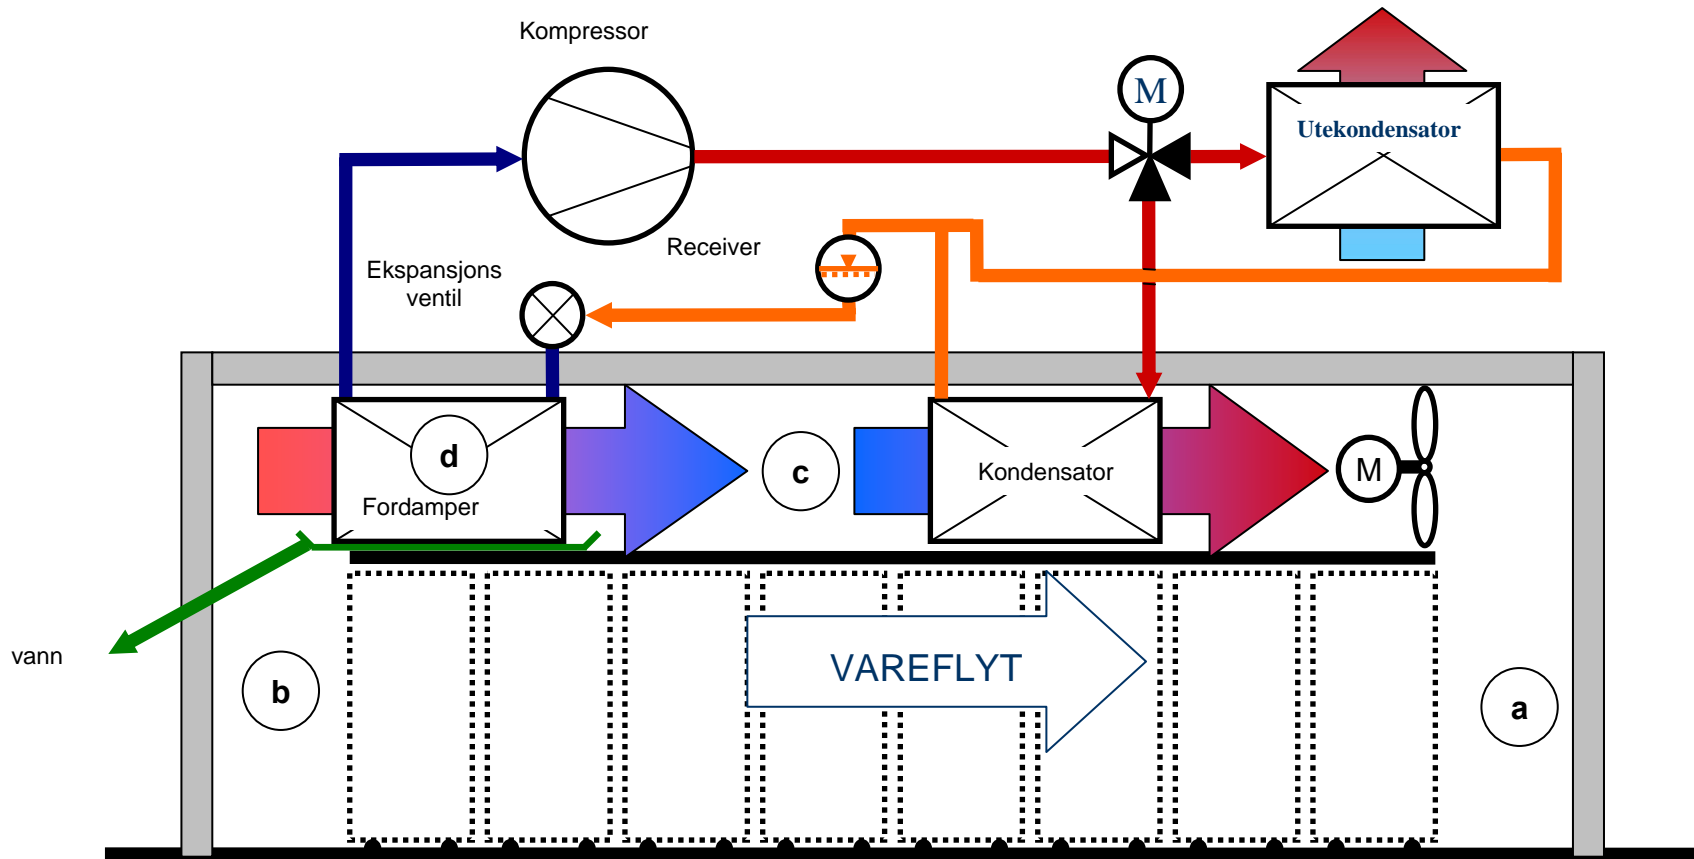 Kompressor
M
Utekondensator
Receiver
Ekspansjons
ventil
d
Fordamper
c
Kondensator
M
vann
b
VAREFLYT
a